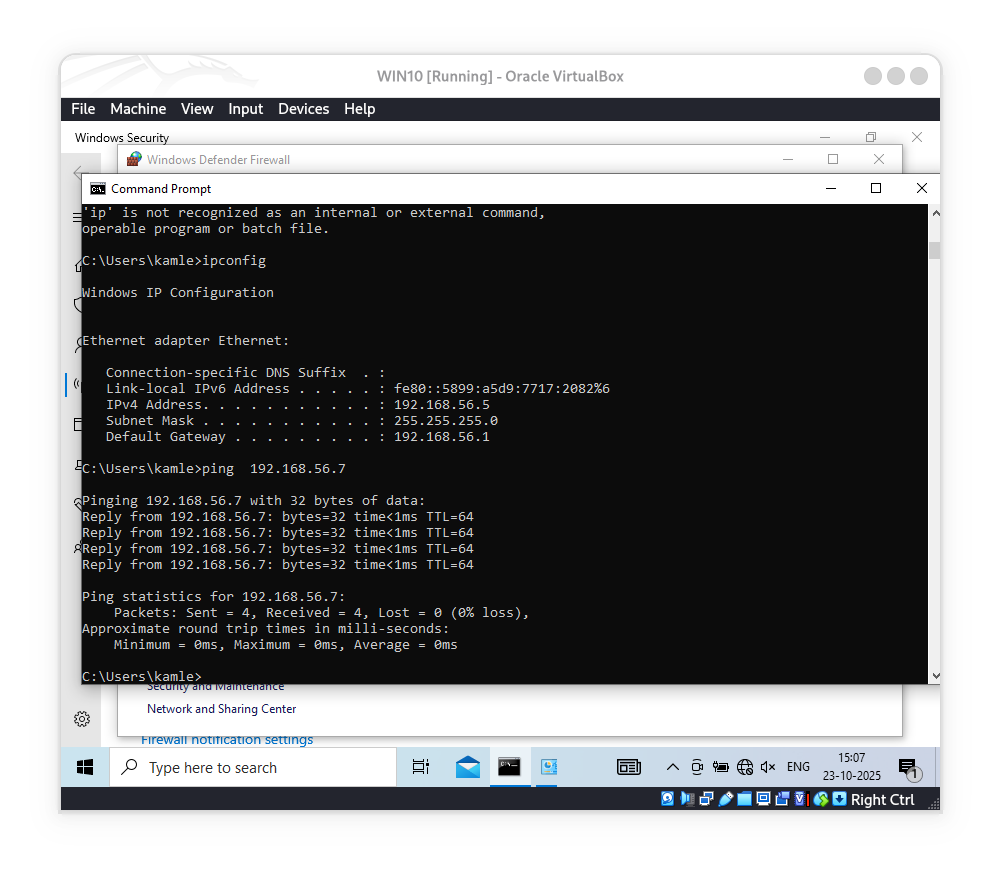 WIN10 [Running] - Oracle VirtualBox
File Machine View Input Devices Help
Windows Security
Windows Defender Firewall
Command Prompt
'ip' is not recognized as an internal or external command,
operable program or batch file.
C:\Users\kamle>ipconfig
Windows IP Configuration
Ethernet adapter Ethernet:
Connection-specific DNS Suffix . :
Link-local IPv6 Address . . . . . : fe80::5899:a5d9:7717:2082%6
IPv4 Address. . . . . . . . . . . : 192.168.56.5
Subnet Mask . . . . . . . . . . . : 255.255.255.0
Default Gateway . . . . . . . . . : 192.168.56.1
C:\Users\kamle>ping  192.168.56.7
Pinging 192.168.56.7 with 32 bytes of data:
Reply from 192.168.56.7: bytes=32 time<1ms TTL=64
Reply from 192.168.56.7: bytes=32 time<1ms TTL=64
Reply from 192.168.56.7: bytes=32 time<1ms TTL=64
Reply from 192.168.56.7: bytes=32 time<1ms TTL=64
Ping statistics for 192.168.56.7:
Packets: Sent = 4, Received = 4, Lost = 0 (0% loss),
Approximate round trip times in milli-seconds:
Minimum = 0ms, Maximum = 0ms, Average = 0ms
C:\Users\kamle>
Security and Maintenance
Network and Sharing Center
Firewall notification settings
Type here to search
ENG
15:07
23-10-2025
1
Right Ctrl